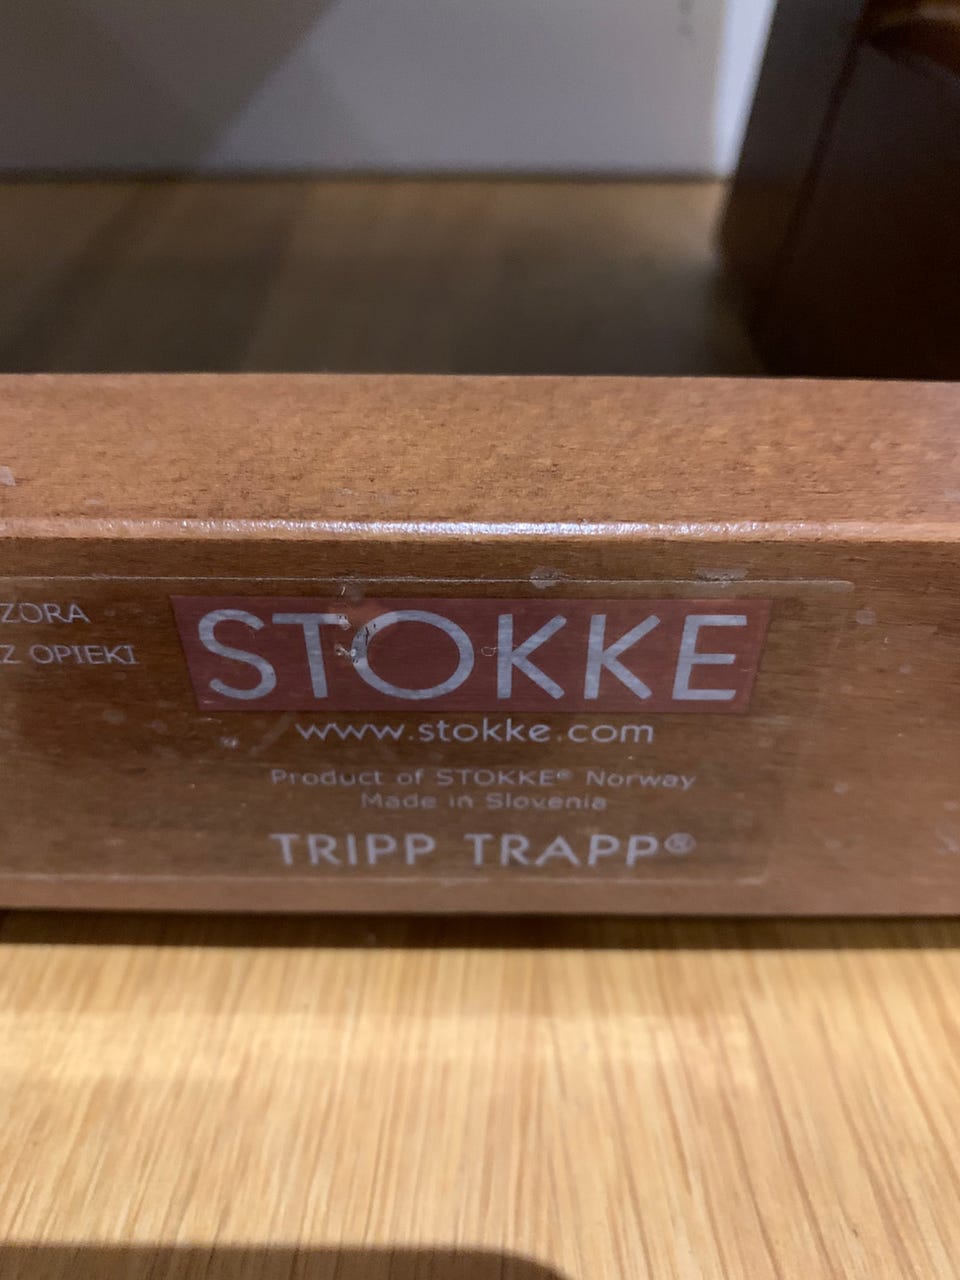 ZORA
Z OPIEKI
STOKKE
www.stokke.com
Product of STOKKE® Norway
Made in Slovenia
TRIPP TRAPP®